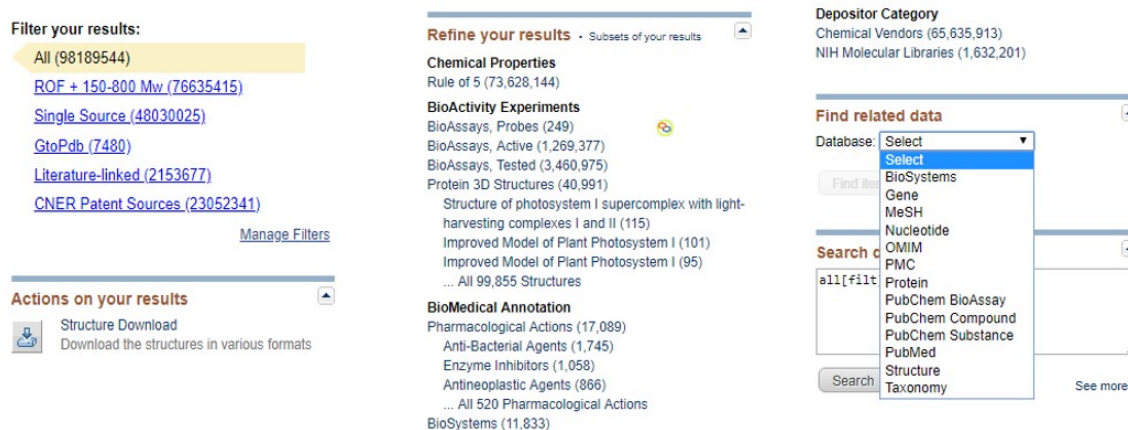 Filter your results:
All (98189544)
ROF + 150-800 Mw (76635415)
Single Source (48030025)
GtoPdb (7480)
Literature-linked (2153677)
CNER Patent Sources (23052341)
Manage Filters
Actions on your results
Structure Download
Download the structures in various formats
Refine your results • Subsets of your results
Chemical Properties
Rule of 5 (73,628,144)
BioActivity Experiments
BioAssays, Probes (249)
BioAssays, Active (1,269,377)
BioAssays, Tested (3,460,975)
Protein 3D Structures (40,991)
Structure of photosystem I supercomplex with light-
harvesting complexes I and II (115)
Improved Model of Plant Photosystem I (101)
Improved Model of Plant Photosystem I (95)
... All 99,855 Structures
BioMedical Annotation
Pharmacological Actions (17,089)
Anti-Bacterial Agents (1,745)
Enzyme Inhibitors (1,058)
Antineoplastic Agents (866)
... All 520 Pharmacological Actions
BioSystems (11,833)
Depositor Category
Chemical Vendors (65,635,913)
NIH Molecular Libraries (1,632,201)
Find related data
Database: Select
Select
BioSystems
Find ite
Gene
MeSH
Nucleotide
Search d
OMIM
PMC
all[filt
Protein
PubChem BioAssay
PubChem Compound
PubChem Substance
PubMed
Structure
Search
Taxonomy
See more